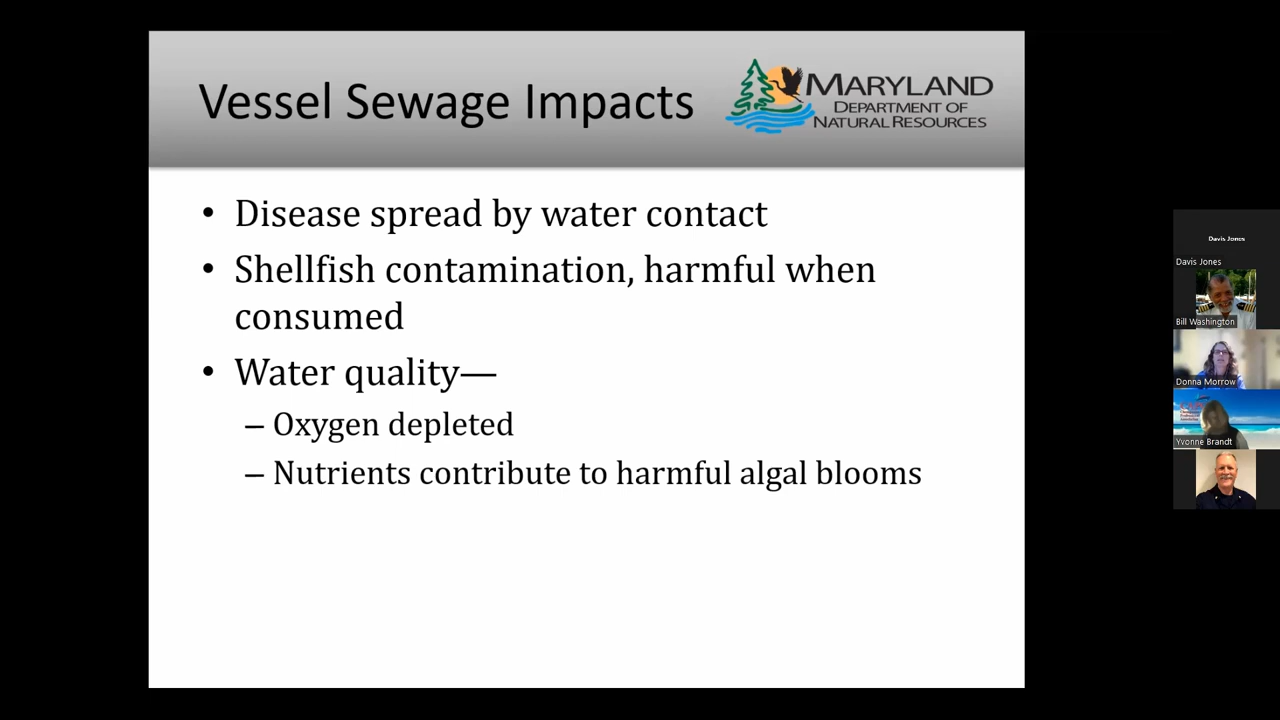 Vessel Sewage Impacts
MARYLAND
DEPARTMENT OF
NATURAL RESOURCES
• Disease spread by water contact
• Shellfish contamination, harmful when
consumed
• Water quality—
– Oxygen depleted
– Nutrients contribute to harmful algal blooms
Davis Jones
Davis Jones
Bill Washington
Donna Morrow
Yvonne Brandt